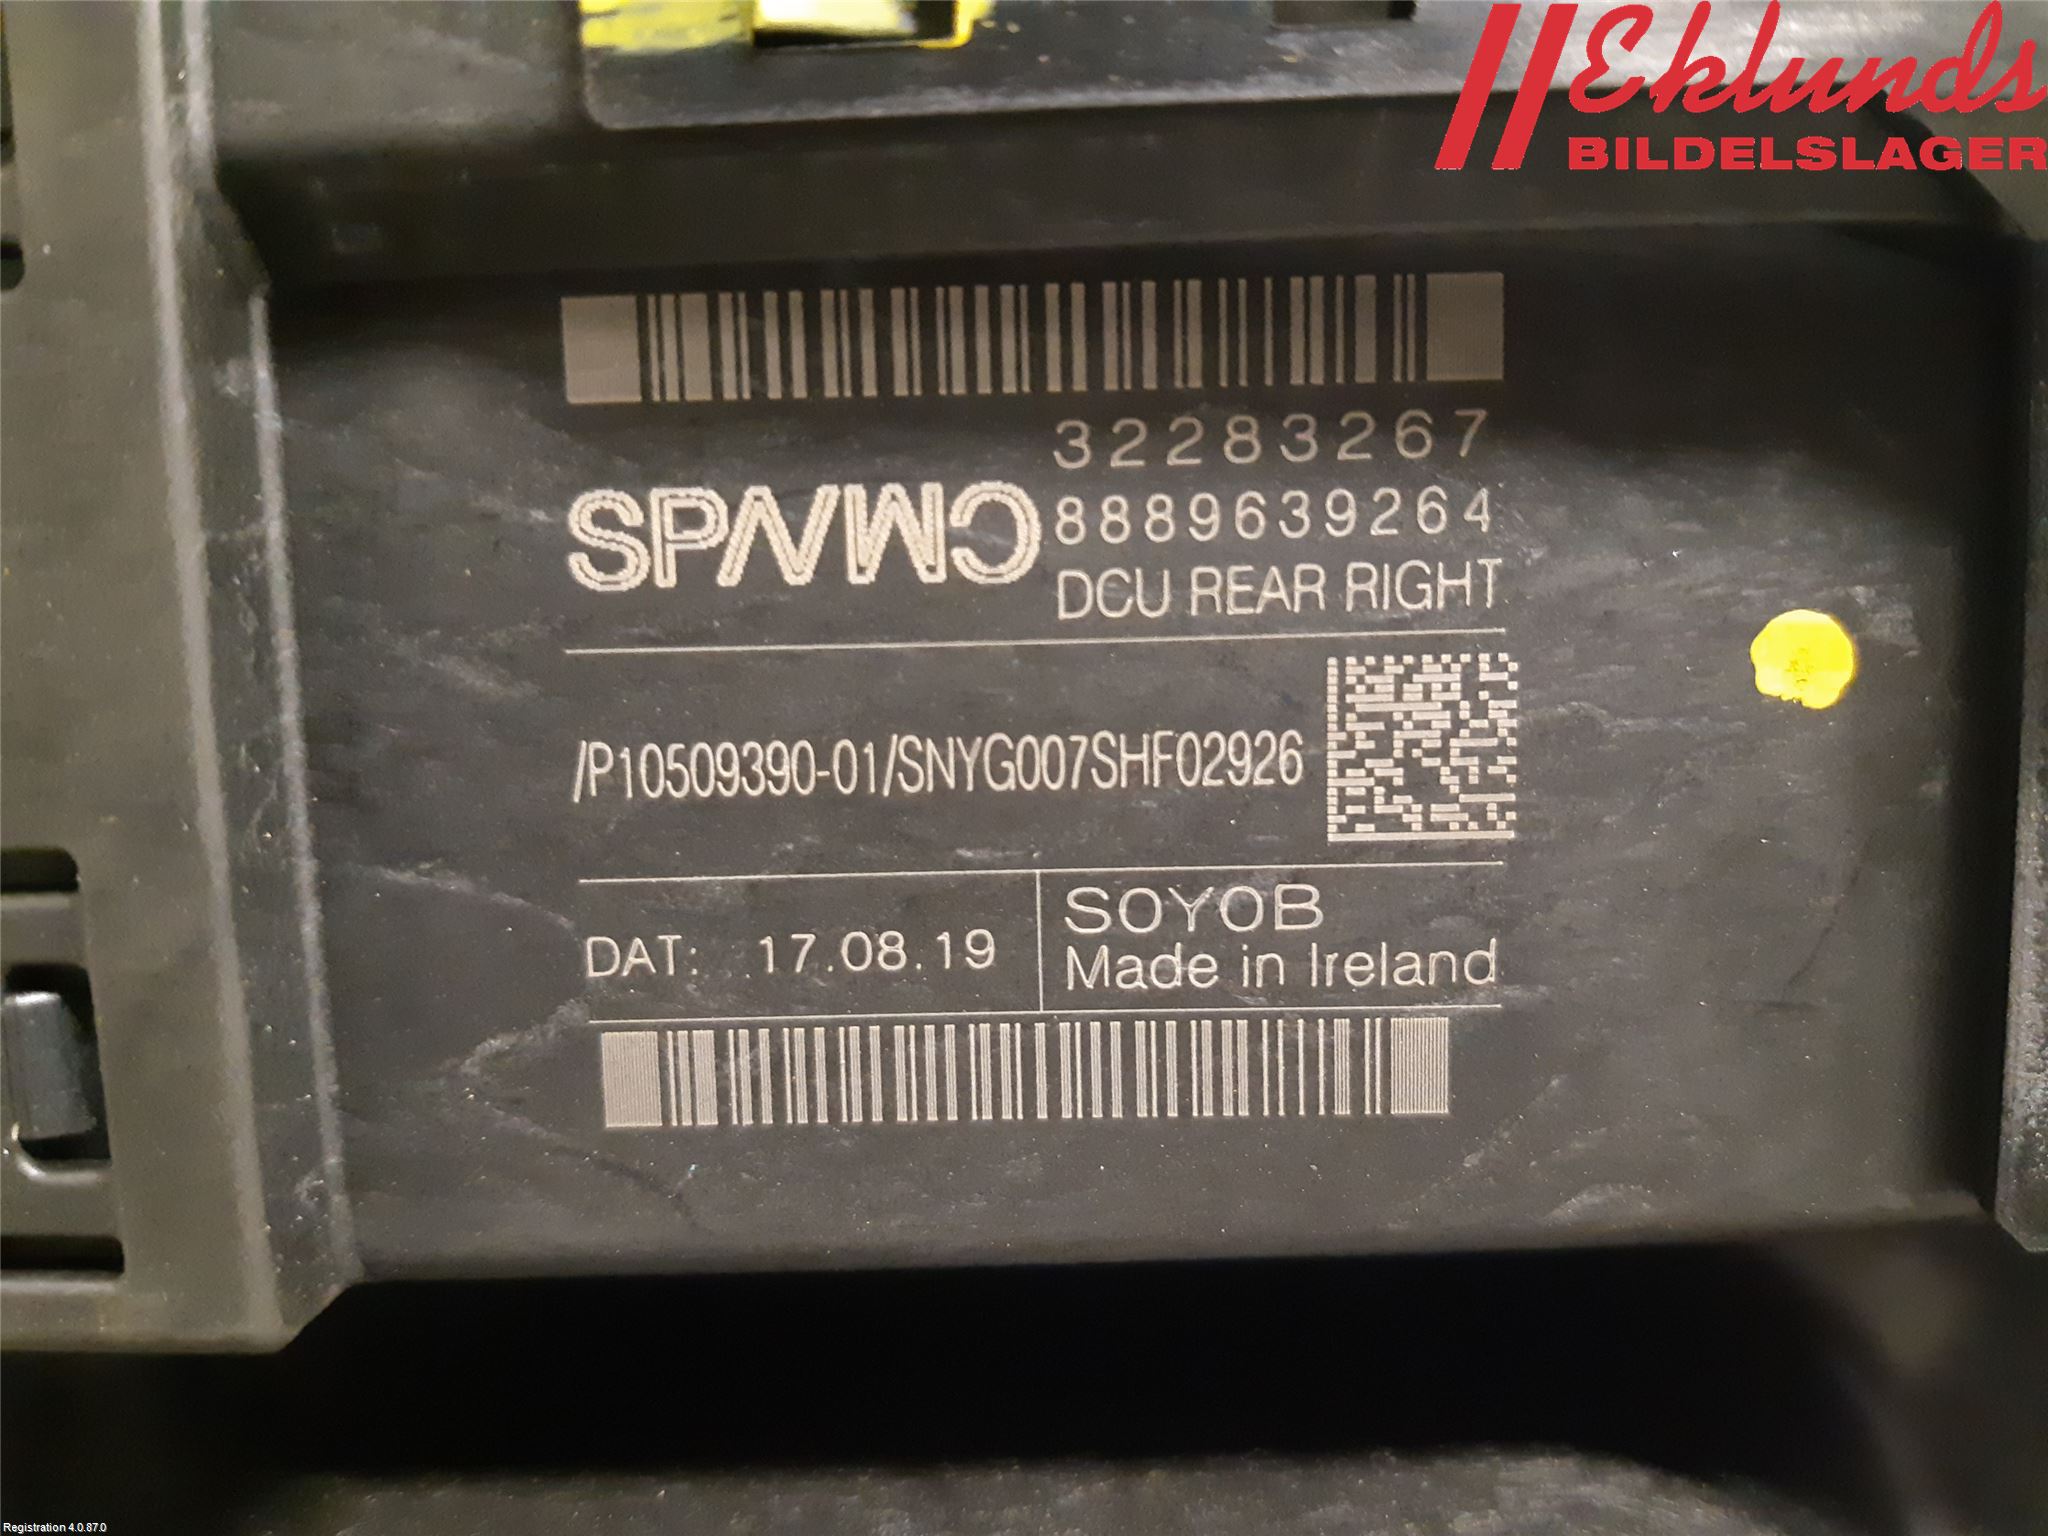 Eklunds
BILDELSLAGER
32283267
8889639264
DCU REAR RIGHT
/P10509390-01/SNYG007SHF02926
DAT: 17.08.19
SOYOB
Made in Ireland
Registration 4.0.87.0